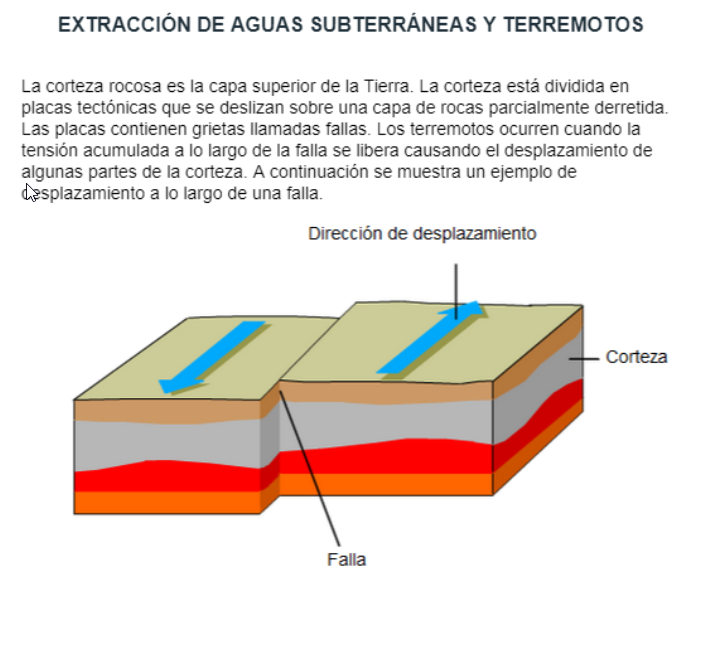 EXTRACCIÓN DE AGUAS SUBTERRÁNEAS Y TERREMOTOS
La corteza rocosa es la capa superior de la Tierra. La corteza está dividida en
placas tectónicas que se deslizan sobre una capa de rocas parcialmente derretida.
Las placas contienen grietas llamadas fallas. Los terremotos ocurren cuando la
tensión acumulada a lo largo de la falla se libera causando el desplazamiento de
algunas partes de la corteza. A continuación se muestra un ejemplo de
desplazamiento a lo largo de una falla.
Dirección de desplazamiento
Corteza
Falla